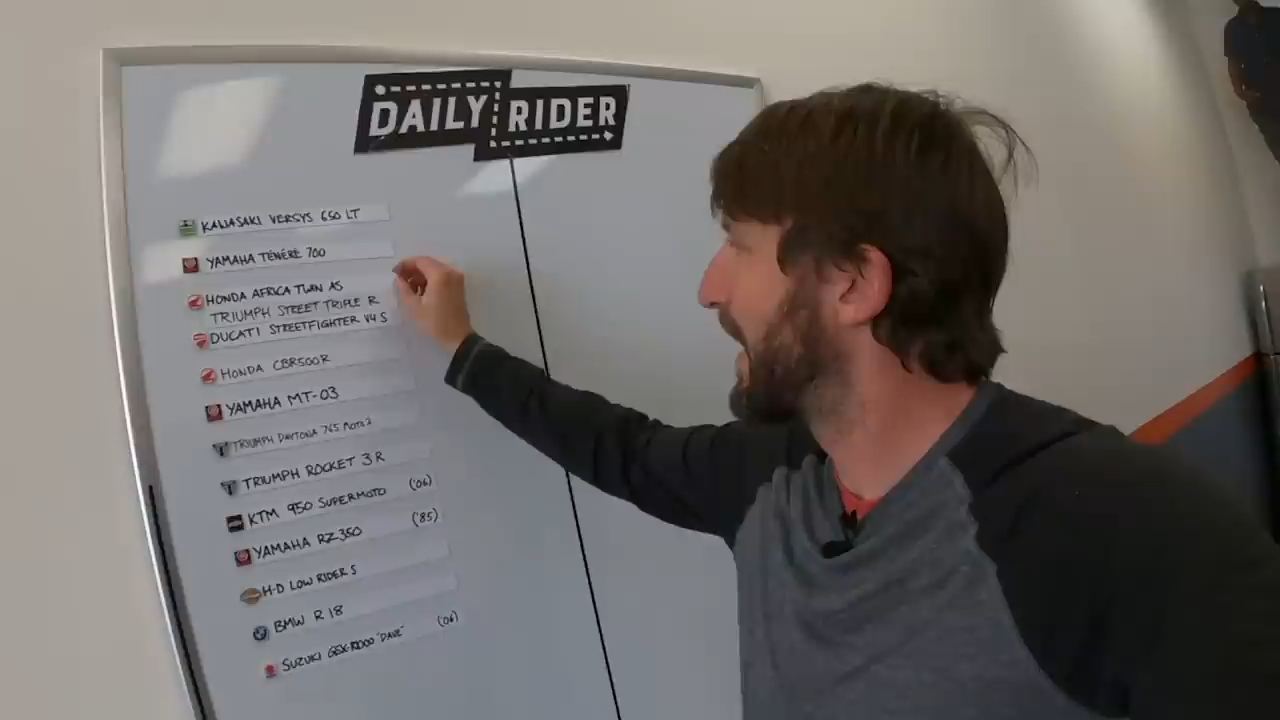 DAILY RIDER
KAWASAKI VERSYS 650 LT
YAMAHA TÉNÉRÉ 700
HONDA AFRICA TWIN AS
TRIUMPH STREET TRIPLE R
DUCATI STREETFIGHTER V4 S
HONDA CBR500R
YAMAHA MT-03
TRIUMPH DAYTONA 765 MOTO2
TRIUMPH ROCKET 3 R
KTM 950 SUPERMOTO (06)
YAMAHA RZ350 ('85)
H-D LOW RIDER S
BMW R 18
SUZUKI GSX-R1000 "DAVE" (06)